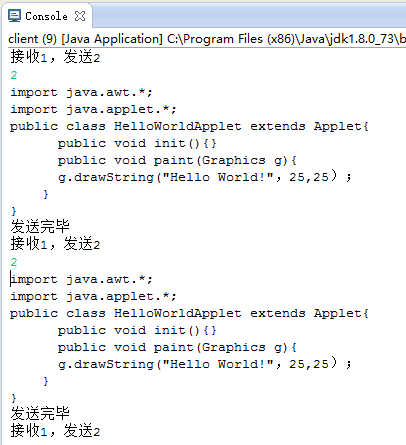 Console
client (9) [Java Application] C:\Program Files (x86)\Java\jdk1.8.0_73\b
接收1，发送2
2
import java.awt.*;
import java.applet.*;
public class HelloWorldApplet extends Applet{
public void init(){}
public void paint(Graphics g){
g.drawString("Hello World!"，25,25）；
}
}
发送完毕
接收1，发送2
2
import java.awt.*;
import java.applet.*;
public class HelloWorldApplet extends Applet{
public void init(){}
public void paint(Graphics g){
g.drawString("Hello World!"，25,25）；
}
}
发送完毕
接收1，发送2